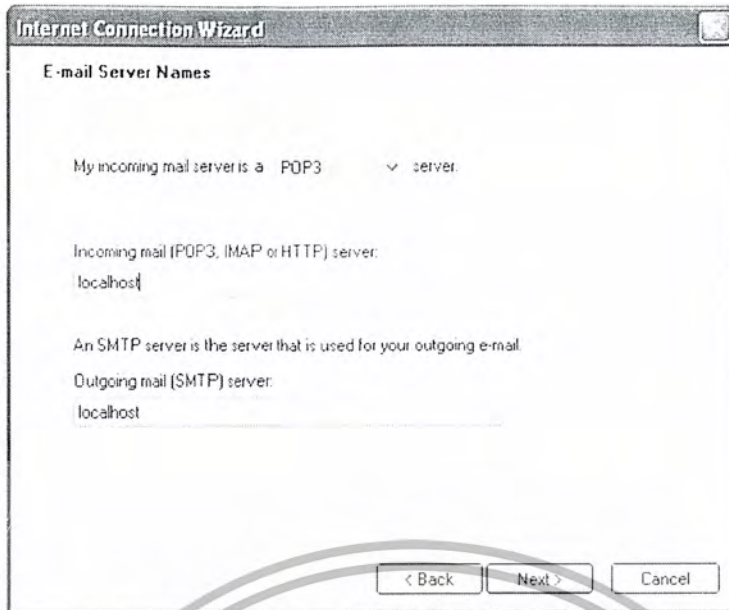 Internet Connection Wizard
E-mail Server Names
My incoming mail server is a POP3 server.
Incoming mail (POP3, IMAP or HTTP) server:
localhost
An SMTP server is the server that is used for your outgoing e-mail.
Outgoing mail (SMTP) server:
localhost
< Back Next > Cancel